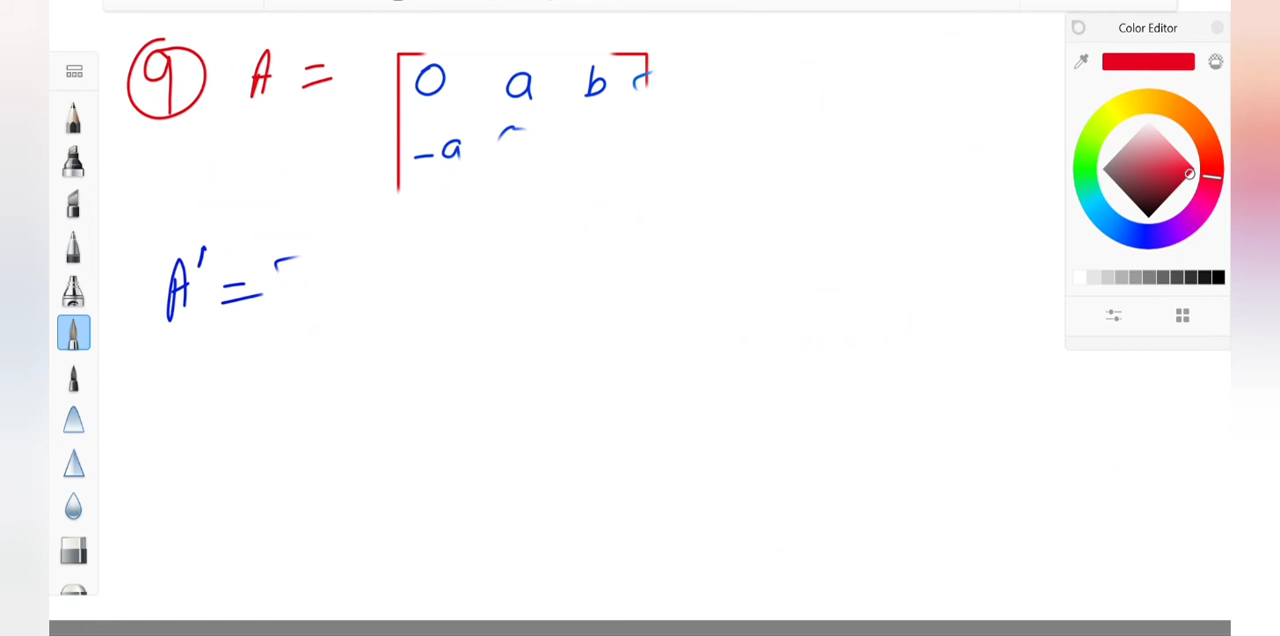 Color Editor
9 A = [ 0 a b ]
-a
A' =